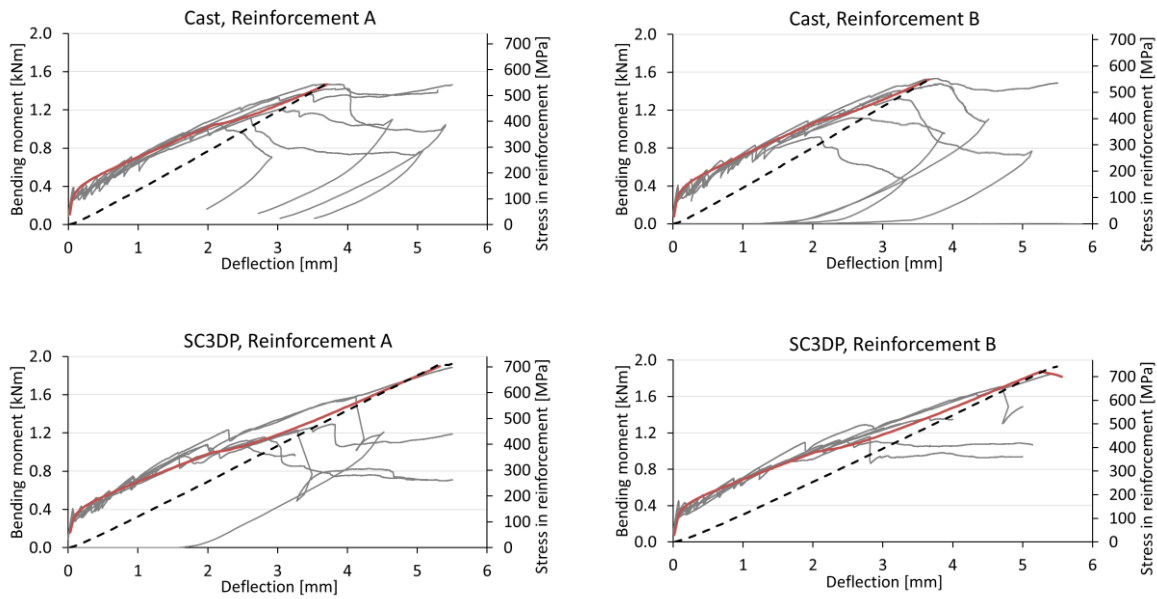 Cast, Reinforcement A
Bending moment [kNm]
2.0
1.6
1.2
0.8
0.4
0.0
0 1 2 3 4 5 6
Deflection [mm]
700
600
500
400
300
200
100
0
Stress in reinforcement [MPa]
Cast, Reinforcement B
Bending moment [kNm]
2.0
1.6
1.2
0.8
0.4
0.0
0 1 2 3 4 5 6
Deflection [mm]
700
600
500
400
300
200
100
0
Stress in reinforcement [MPa]
SC3DP, Reinforcement A
Bending moment [kNm]
2.0
1.6
1.2
0.8
0.4
0.0
0 1 2 3 4 5 6
Deflection [mm]
700
600
500
400
300
200
100
0
Stress in reinforcement [MPa]
SC3DP, Reinforcement B
Bending moment [kNm]
2.0
1.6
1.2
0.8
0.4
0.0
0 1 2 3 4 5 6
Deflection [mm]
700
600
500
400
300
200
100
0
Stress in reinforcement [MPa]